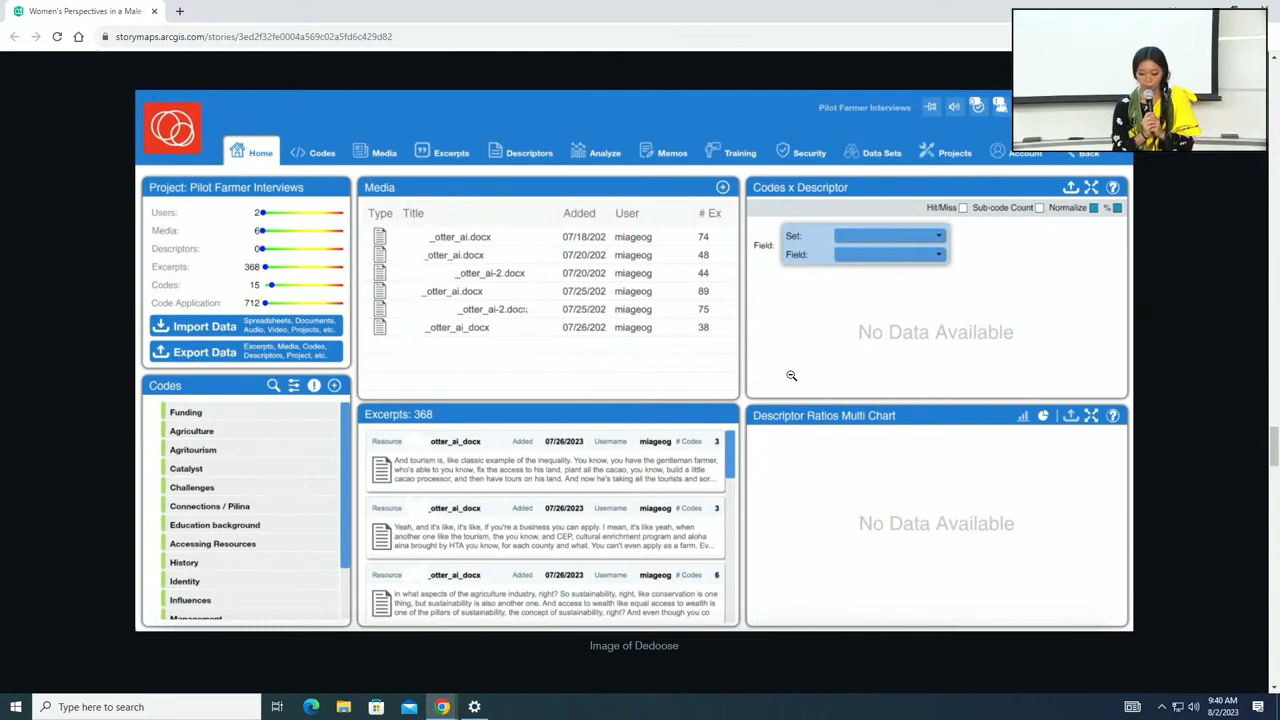 Women's Perspectives in a Male
storymaps.arcgis.com/stories/3ed2f32fe0004a569c02a5fd6c429d82
Pilot Farmer Interviews
Home
Codes
Media
Excerpts
Descriptors
Analyze
Memos
Training
Security
Data Sets
Projects
Account
Back
Project: Pilot Farmer Interviews
Users: 2
Media: 6
Descriptors: 0
Excerpts: 368
Codes: 15
Code Application: 712
Import Data Spreadsheets, Documents, Audio, Video, Projects, etc.
Export Data Excerpts, Media, Codes, Descriptors, Project, etc.
Media
Type Title Added User # Ex
_otter_ai.docx 07/18/202 miageog 74
_otter_ai.docx 07/20/202 miageog 48
_otter_ai-2.docx 07/20/202 miageog 44
_otter_ai.docx 07/25/202 miageog 89
_otter_ai-2.docx 07/25/202 miageog 75
_otter_ai_docx 07/26/202 miageog 38
Codes x Descriptor
Hit/Miss Sub-code Count Normalize %
Field:
Set:
Field:
No Data Available
Codes
Funding
Agriculture
Agritourism
Catalyst
Challenges
Connections / Pilina
Education background
Accessing Resources
History
Identity
Influences
Management
Excerpts: 368
Resource otter_ai_docx Added 07/26/2023 Username miageog # Codes 3
And tourism is, like classic example of the inequality. You know, you have the gentleman farmer,
who's able to you know, fix the access to his land, plant all the cacao, you know, build a little
cacao processor, and then have tours on his land. And now he's taking all the tourists and sor...
Resource _otter_ai_docx Added 07/26/2023 Username miageog # Codes 3
Yeah, and it's like, it's like, if you're a business you can apply. I mean, it's like yeah, when
another one like the tourism, the you know, and CEP, cultural enrichment program and aloha
aina brought by HTA you know, for each county and what. You can't even apply as a farm. Ev...
Resource _otter_ai_docx Added 07/26/2023 Username miageog # Codes 6
in what aspects of the agriculture industry, right? So sustainability, right, like conservation is one
thing, but sustainability is also another one. And access to wealth like equal access to wealth is
one of the pillars of sustainability, the concept of sustainability, right? And even though you co
Descriptor Ratios Multi Chart
No Data Available
Image of Dedoose
Type here to search
9:40 AM
8/2/2023